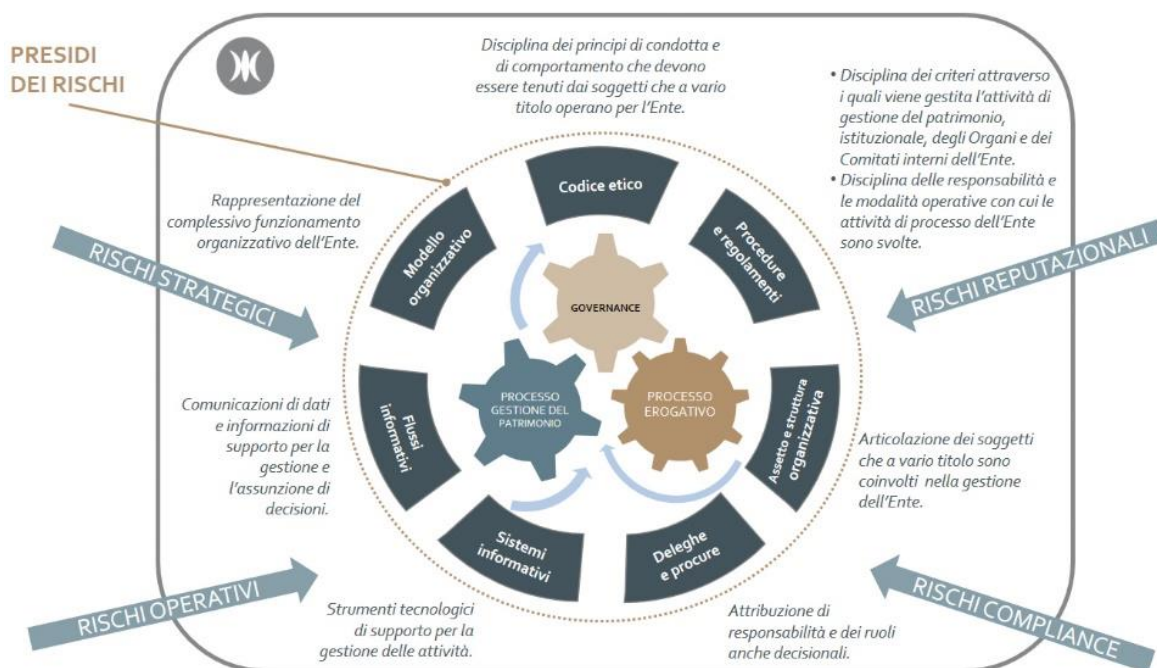 PRESIDI
DEI RISCHI
Disciplina dei principi di condotta e
di comportamento che devono
essere tenuti dai soggetti che a vario
titolo operano per l'Ente.
• Disciplina dei criteri attraverso
i quali viene gestita l'attività di
gestione del patrimonio,
istituzionale, degli Organi e dei
Comitati interni dell'Ente.
• Disciplina delle responsabilità e
le modalità operative con cui le
attività di processo dell'Ente
sono svolte.
Rappresentazione del
complessivo funzionamento
organizzativo dell'Ente.
Codice etico
Modello
organizzativo
Procedure
e regolamenti
RISCHI STRATEGICI
RISCHI REPUTAZIONALI
GOVERNANCE
PROCESSO
GESTIONE DEL
PATRIMONIO
PROCESSO
EROGATIVO
Comunicazioni di dati
e informazioni di
supporto per la
gestione e
l'assunzione di
decisioni.
Flussi
informativi
Assetto e struttura
organizzativa
Articolazione dei soggetti
che a vario titolo sono
coinvolti nella gestione
dell'Ente.
Sistemi
informativi
Deleghe
e procure
RISCHI OPERATIVI
RISCHI COMPLIANCE
Strumenti tecnologici
di supporto per la
gestione delle attività.
Attribuzione di
responsabilità e dei ruoli
anche decisionali.